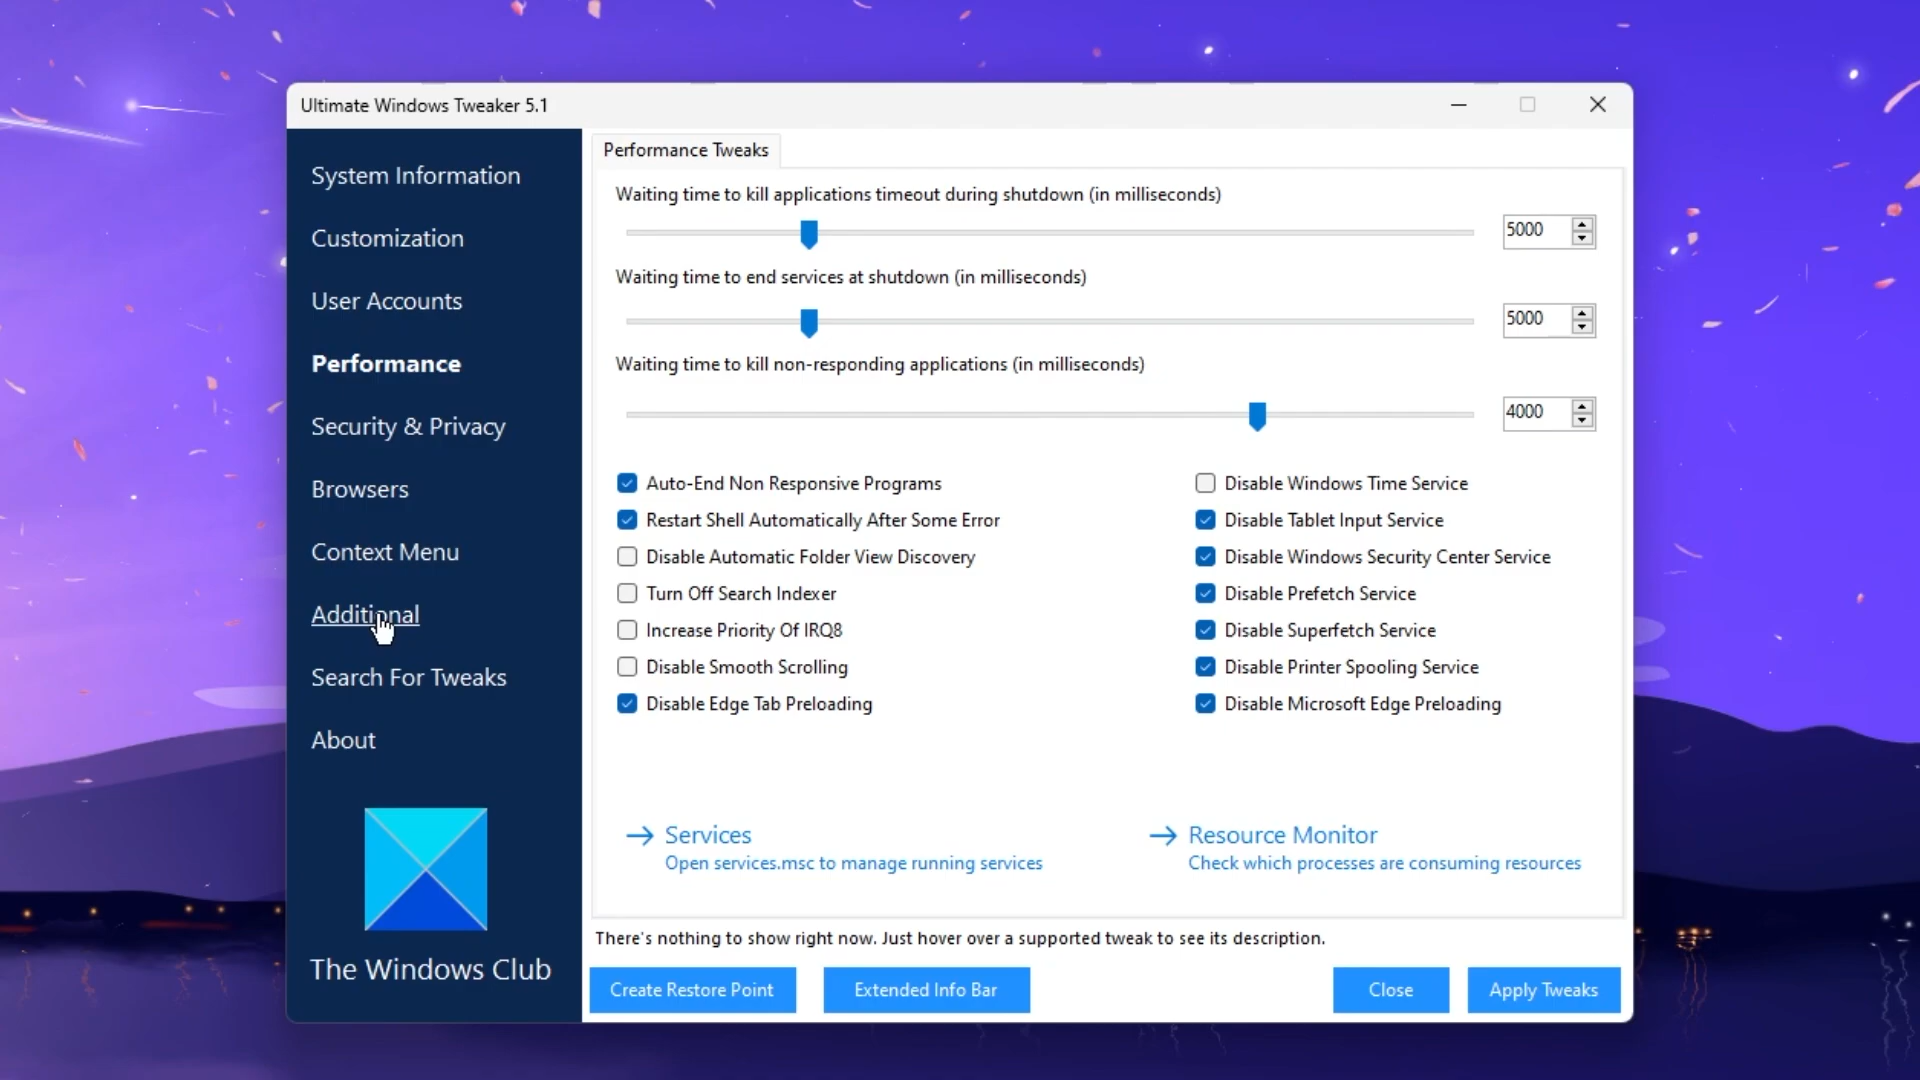 Ultimate Windows Tweaker 5.1
System Information
Customization
User Accounts
Performance
Security & Privacy
Browsers
Context Menu
Additional
Search For Tweaks
About
The Windows Club
Performance Tweaks
Waiting time to kill applications timeout during shutdown (in milliseconds)
5000
Waiting time to end services at shutdown (in milliseconds)
5000
Waiting time to kill non-responding applications (in milliseconds)
4000
Auto-End Non Responsive Programs
Restart Shell Automatically After Some Error
Disable Automatic Folder View Discovery
Turn Off Search Indexer
Increase Priority Of IRQ8
Disable Smooth Scrolling
Disable Edge Tab Preloading
Disable Windows Time Service
Disable Tablet Input Service
Disable Windows Security Center Service
Disable Prefetch Service
Disable Superfetch Service
Disable Printer Spooling Service
Disable Microsoft Edge Preloading
Services
Open services.msc to manage running services
Resource Monitor
Check which processes are consuming resources
There's nothing to show right now. Just hover over a supported tweak to see its description.
Create Restore Point
Extended Info Bar
Close
Apply Tweaks